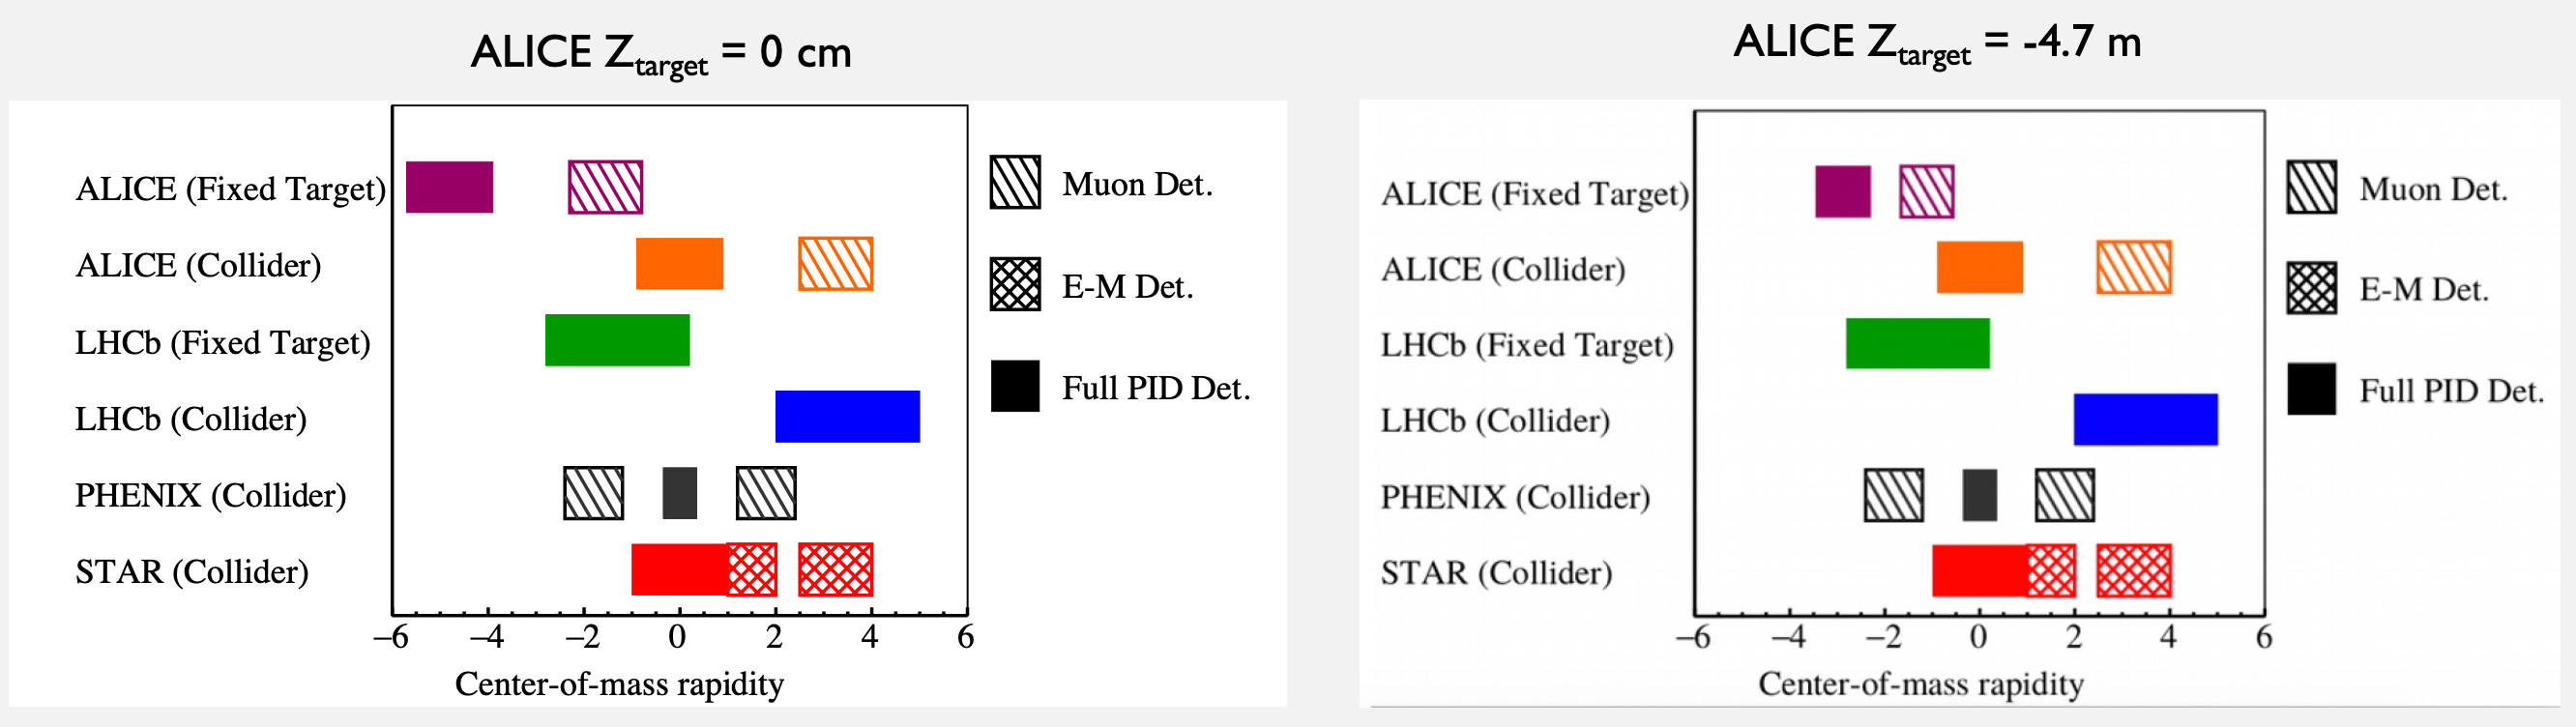 ALICE Ztarget = 0 cm
ALICE (Fixed Target)
ALICE (Collider)
LHCb (Fixed Target)
LHCb (Collider)
PHENIX (Collider)
STAR (Collider)
–6 –4 –2 0 2 4 6
Center-of-mass rapidity
Muon Det.
E-M Det.
Full PID Det.
ALICE Ztarget = -4.7 m
ALICE (Fixed Target)
ALICE (Collider)
LHCb (Fixed Target)
LHCb (Collider)
PHENIX (Collider)
STAR (Collider)
–6 –4 –2 0 2 4 6
Center-of-mass rapidity
Muon Det.
E-M Det.
Full PID Det.